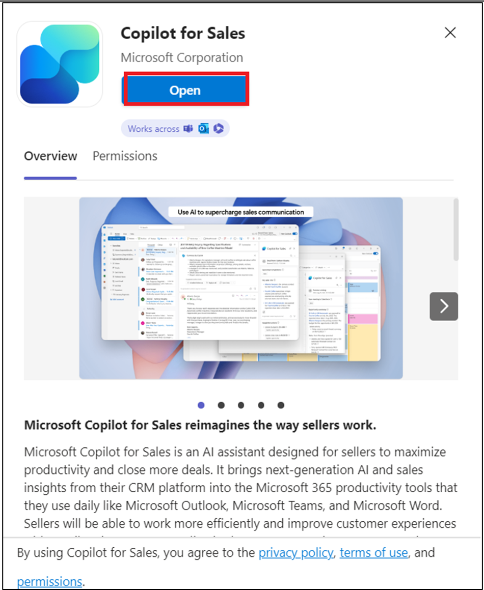 Copilot for Sales
Microsoft Corporation
Open
Works across
Overview
Permissions
Use AI to supercharge sales communication
Copilot for Sales
Microsoft Copilot for Sales reimagines the way sellers work.
Microsoft Copilot for Sales is an AI assistant designed for sellers to maximize
productivity and close more deals. It brings next-generation AI and sales
insights from their CRM platform into the Microsoft 365 productivity tools that
they use daily like Microsoft Outlook, Microsoft Teams, and Microsoft Word.
Sellers will be able to work more efficiently and improve customer experiences
By using Copilot for Sales, you agree to the privacy policy, terms of use, and
permissions.